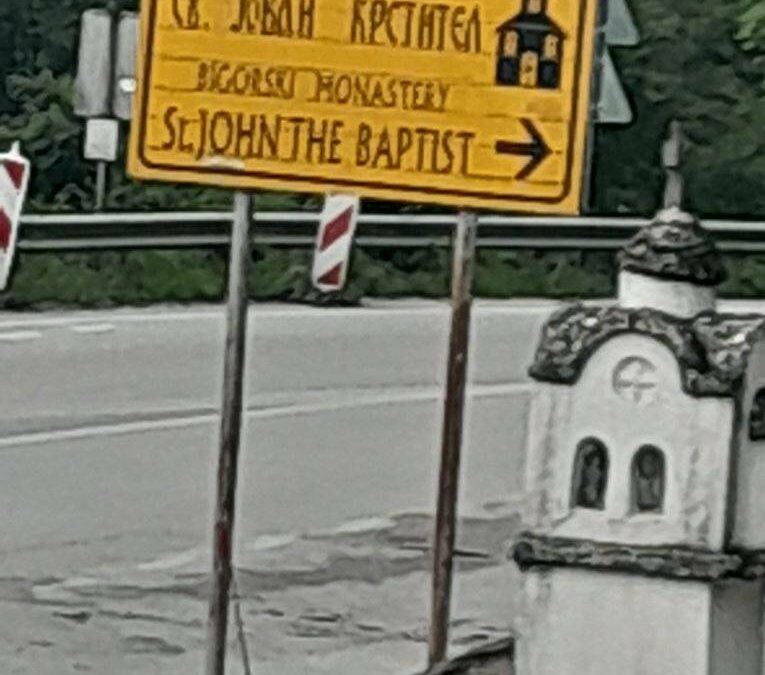 Св. Јован Крстител
BIGORSKI MONASTERY
St. JOHN THE BAPTIST